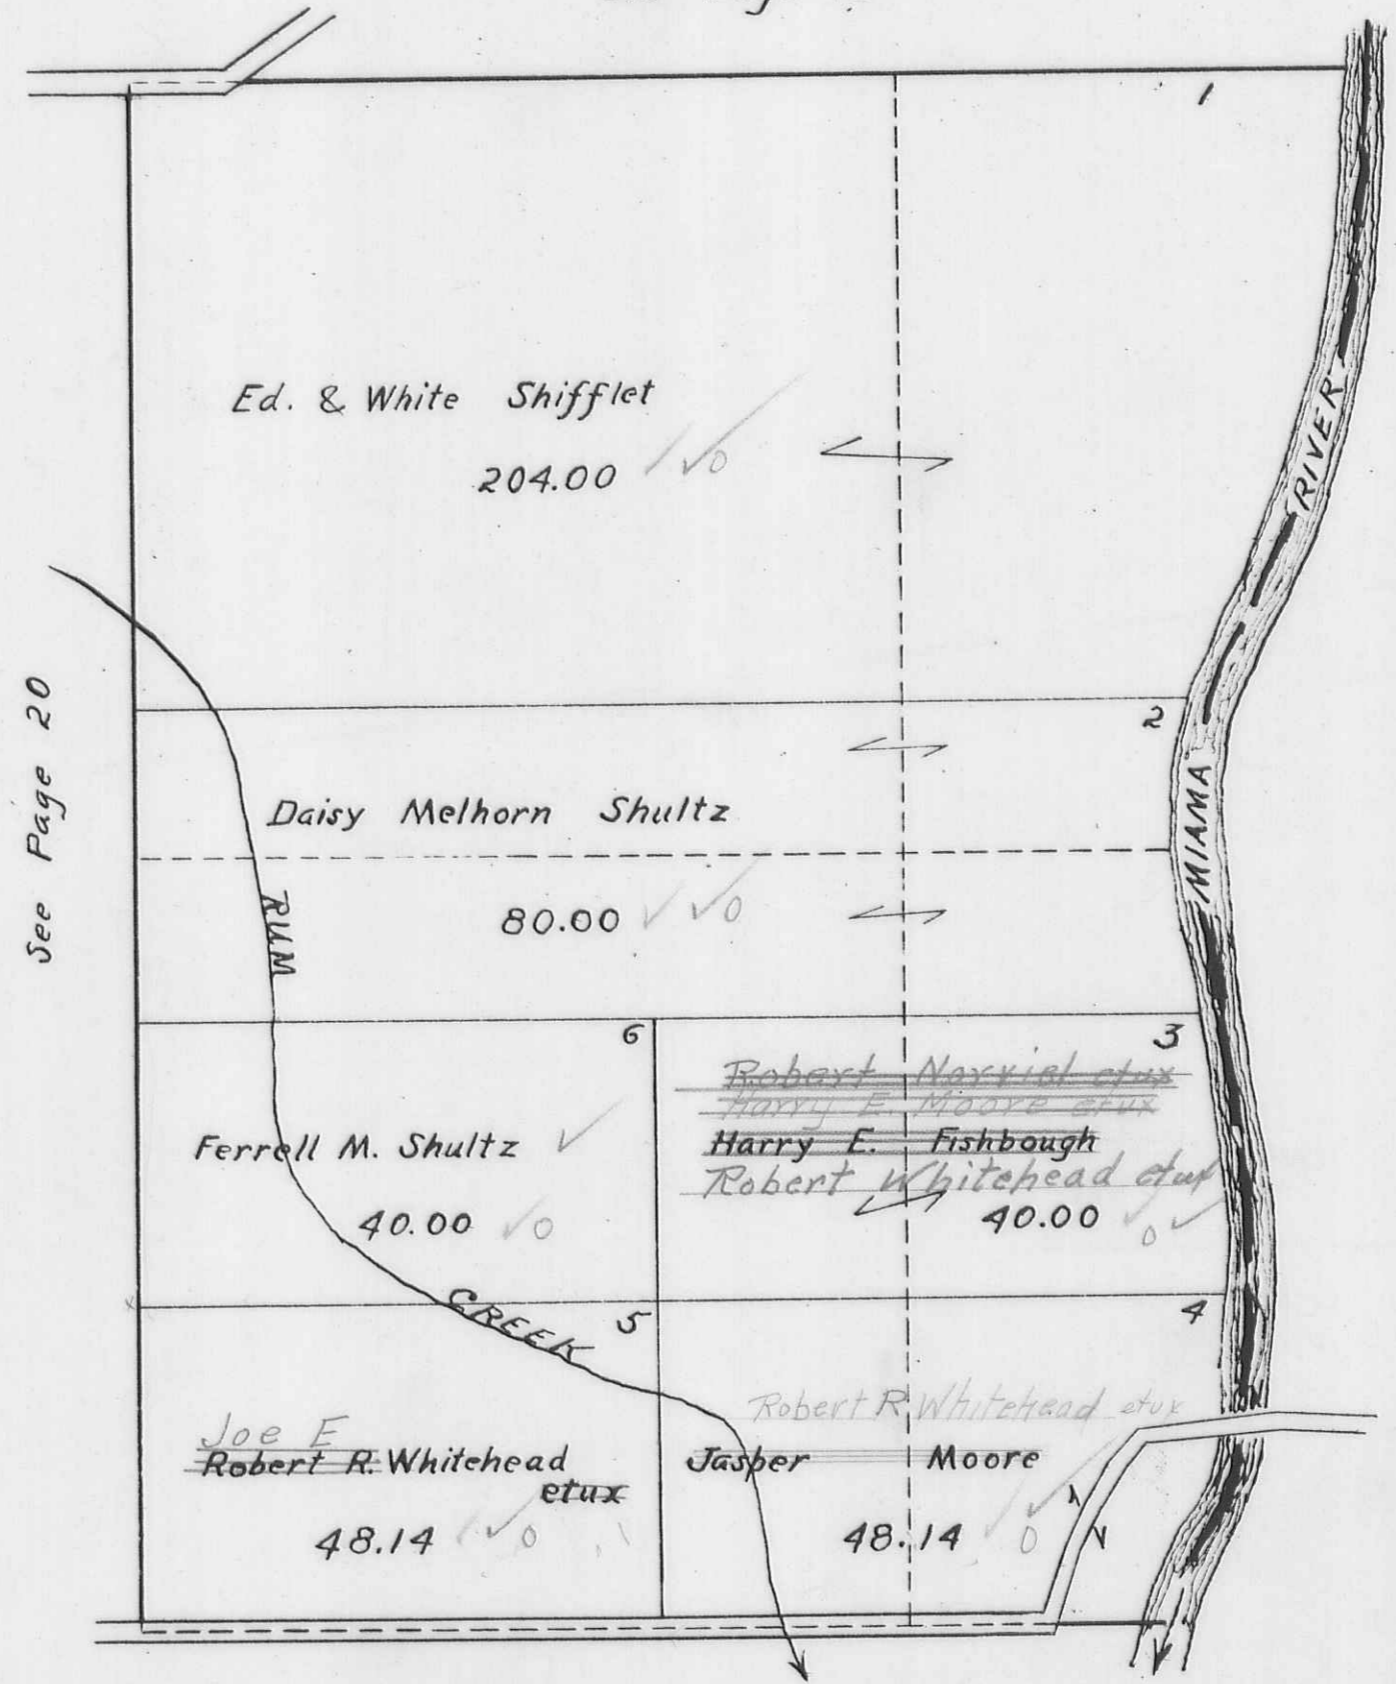 1
Ed. & White Shifflet
204.00
RIVER
See Page 20
2
MIAMA
Daisy Melhorn Shultz
80.00
RUM
6
3
Robert
etux
Harry E. Moore etux
Harry E. Fishbough
Robert Whitehead etux
40.00
Ferrell M. Shultz
40.00
CREEK
5
4
Joe E
Robert R. Whitehead
etux
48.14
Robert R Whitehead etux
Jasper Moore
48.14